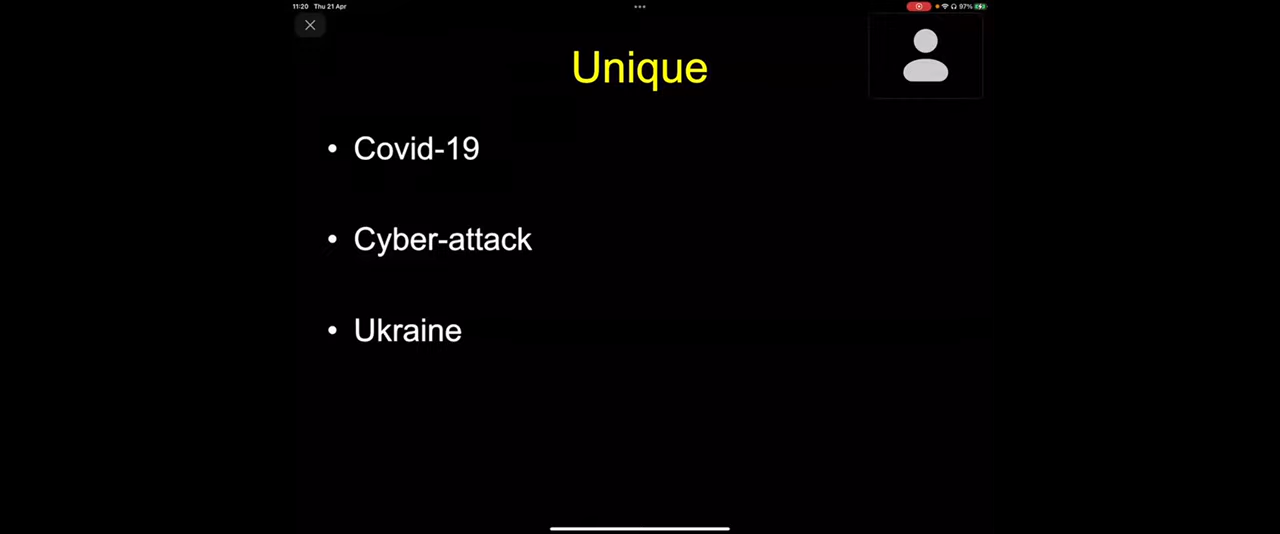 11:20 Thu 21 Apr
97%
Unique
• Covid-19
• Cyber-attack
• Ukraine